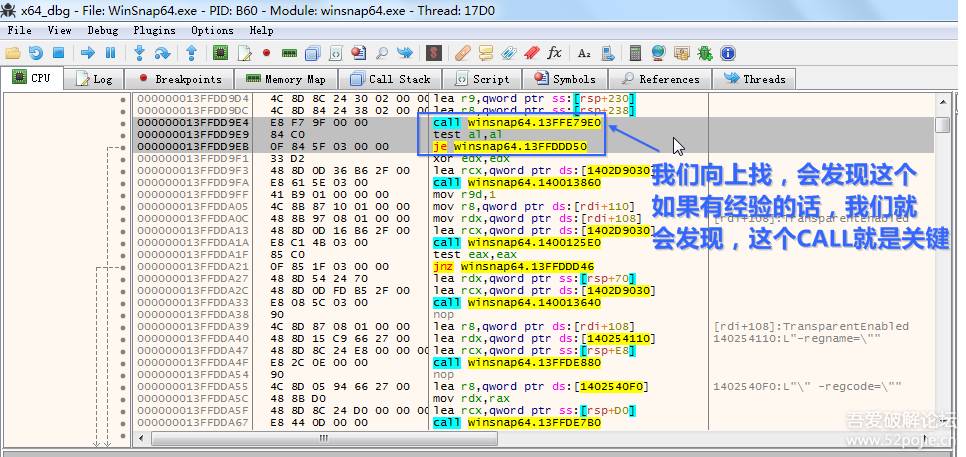 x64_dbg - File: WinSnap64.exe - PID: B60 - Module: winsnap64.exe - Thread: 17D0
File View Debug Plugins Options Help
CPU Log Breakpoints Memory Map Call Stack Script Symbols References Threads
000000013FFDD9D4 4C 8D 8C 24 30 02 00 00 lea r9,qword ptr ss:[rsp+230]
000000013FFDD9DC 4C 8D 84 24 38 02 00 00 lea r8,qword ptr ss:[rsp+238]
000000013FFDD9E4 E8 F7 9F 00 00 call winsnap64.13FFE79E0
000000013FFDD9E9 84 C0 test al,al
000000013FFDD9EB 0F 84 5F 03 00 00 je winsnap64.13FFDDD50
33 D2 xor edx,edx
000000013FFDD9F3 48 8D 0D 36 B6 2F 00 lea rcx,qword ptr ds:[1402D9030]
E8 61 5E 03 00 call winsnap64.140013860
41 B9 01 00 00 00 mov r9d,1
000000013FFDDA05 4C 8B 87 10 01 00 00 mov r8,qword ptr ds:[rdi+110]
000000013FFDDA0C 48 8B 97 08 01 00 00 mov rdx,qword ptr ds:[rdi+108] [rdi+108]:TransparentEnabled
000000013FFDDA13 48 8D 0D 16 B6 2F 00 lea rcx,qword ptr ds:[1402D9030]
000000013FFDDA1A E8 C1 4B 03 00 call winsnap64.1400125E0
000000013FFDDA1F 85 C0 test eax,eax
000000013FFDDA21 0F 85 1F 03 00 00 jnz winsnap64.13FFDDD46
000000013FFDDA27 48 8D 54 24 70 lea rdx,qword ptr ss:[rsp+70]
000000013FFDDA2C 48 8D 0D FD B5 2F 00 lea rcx,qword ptr ds:[1402D9030]
000000013FFDDA33 E8 08 5C 03 00 call winsnap64.140013640
000000013FFDDA38 90 nop
000000013FFDDA39 4C 8D 87 08 01 00 00 lea r8,qword ptr ds:[rdi+108] [rdi+108]:TransparentEnabled
000000013FFDDA40 48 8D 15 C9 66 27 00 lea rdx,qword ptr ds:[140254110] 140254110:L"-regname=\""
000000013FFDDA47 48 8D 8C 24 E8 00 00 00 lea rcx,qword ptr ss:[rsp+E8]
E8 2C 0E 00 00 call winsnap64.13FFDE880
000000013FFDDA54 90 nop
000000013FFDDA55 4C 8D 05 94 66 27 00 lea r8,qword ptr ds:[1402540F0] 1402540F0:L"\" -regcode=\""
000000013FFDDA5C 48 8B D0 mov rdx,rax
000000013FFDDA5F 48 8D 8C 24 D0 00 00 00 lea rcx,qword ptr ss:[rsp+D0]
000000013FFDDA67 E8 44 0D 00 00 call winsnap64.13FFDE7B0
我们向上找，会发现这个
如果有经验的话，我们就
会发现，这个CALL就是关键
吾爱破解论坛
www.52pojie.cn